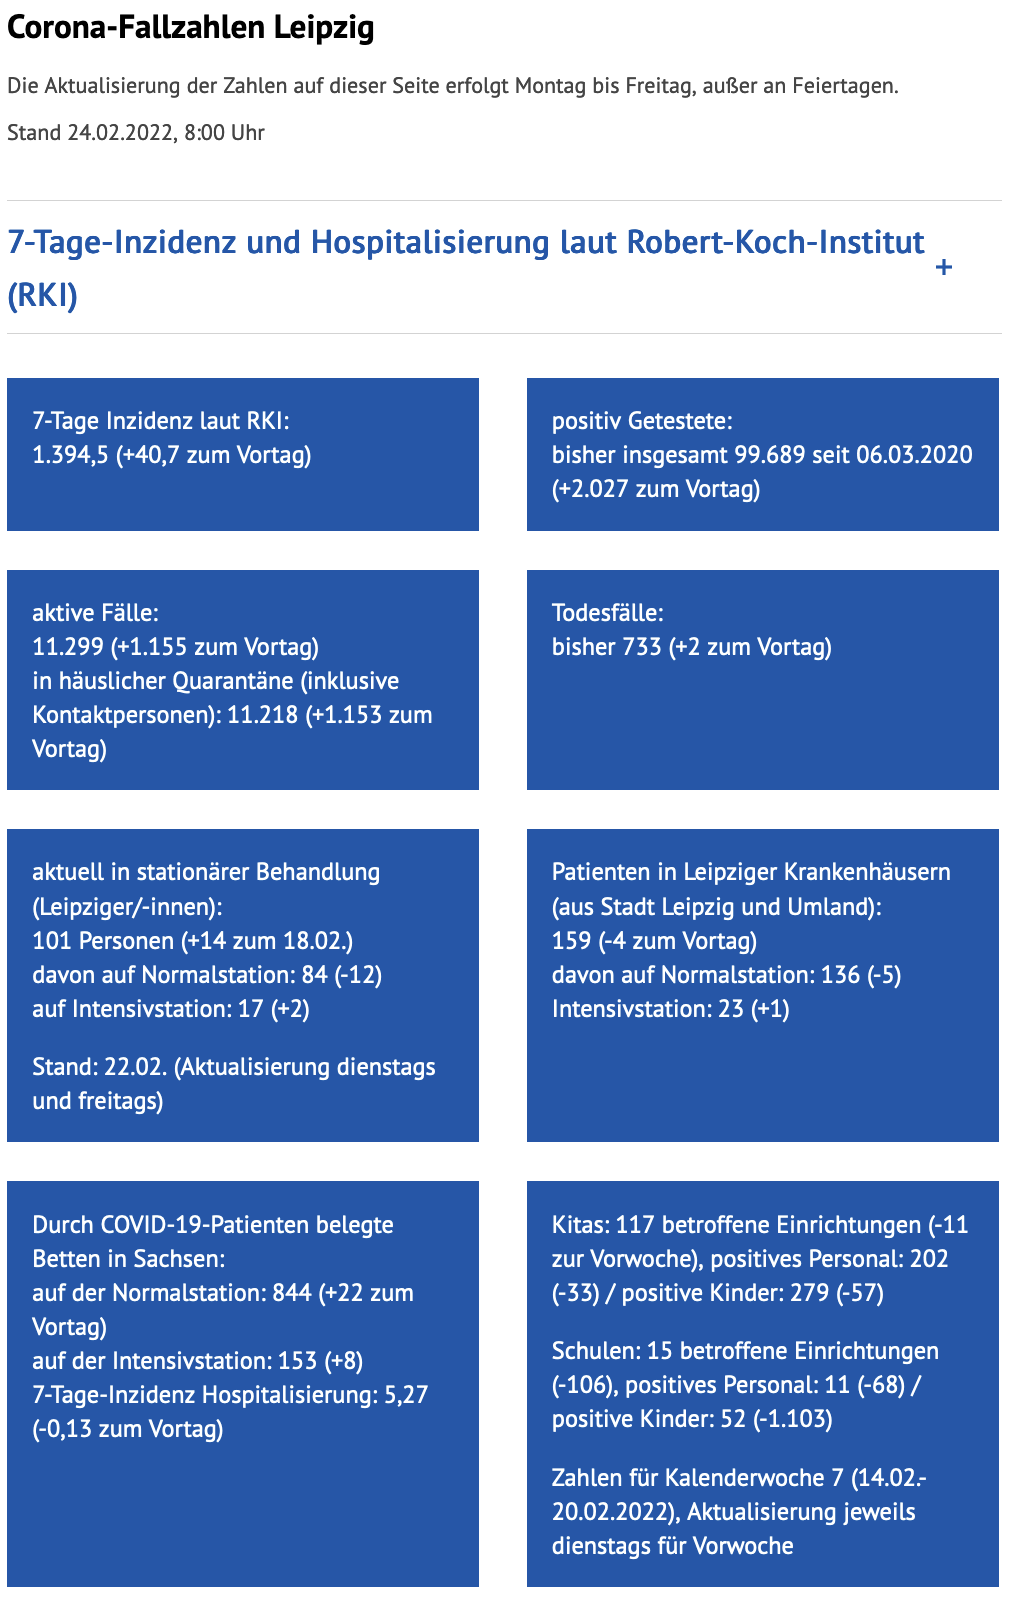 Corona-Fallzahlen Leipzig
Die Aktualisierung der Zahlen auf dieser Seite erfolgt Montag bis Freitag, außer an Feiertagen.
Stand 24.02.2022, 8:00 Uhr
7-Tage-Inzidenz und Hospitalisierung laut Robert-Koch-Institut
(RKI)
+
7-Tage Inzidenz laut RKI:
1.394,5 (+40,7 zum Vortag)
positiv Getestete:
bisher insgesamt 99.689 seit 06.03.2020
(+2.027 zum Vortag)
aktive Fälle:
11.299 (+1.155 zum Vortag)
in häuslicher Quarantäne (inklusive
Kontaktpersonen): 11.218 (+1.153 zum
Vortag)
Todesfälle:
bisher 733 (+2 zum Vortag)
aktuell in stationärer Behandlung
(Leipziger/-innen):
101 Personen (+14 zum 18.02.)
davon auf Normalstation: 84 (-12)
auf Intensivstation: 17 (+2)
Stand: 22.02. (Aktualisierung dienstags
und freitags)
Patienten in Leipziger Krankenhäusern
(aus Stadt Leipzig und Umland):
159 (-4 zum Vortag)
davon auf Normalstation: 136 (-5)
Intensivstation: 23 (+1)
Durch COVID-19-Patienten belegte
Betten in Sachsen:
auf der Normalstation: 844 (+22 zum
Vortag)
auf der Intensivstation: 153 (+8)
7-Tage-Inzidenz Hospitalisierung: 5,27
(-0,13 zum Vortag)
Kitas: 117 betroffene Einrichtungen (-11
zur Vorwoche), positives Personal: 202
(-33) / positive Kinder: 279 (-57)
Schulen: 15 betroffene Einrichtungen
(-106), positives Personal: 11 (-68) /
positive Kinder: 52 (-1.103)
Zahlen für Kalenderwoche 7 (14.02.-
20.02.2022), Aktualisierung jeweils
dienstags für Vorwoche